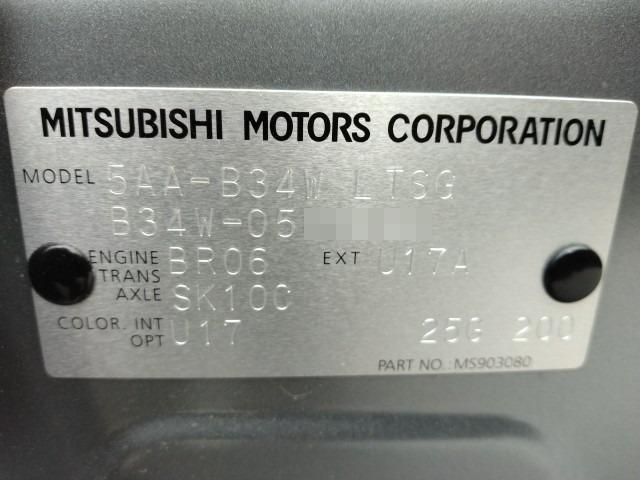 MITSUBISHI MOTORS CORPORATION
MODEL 5AA-B34W LTSG
B34W-05
ENGINE BR06 EXT U17A
TRANS
AXLE SK10C
COLOR. INT U17 25G 200
OPT
PART NO.: MS903080